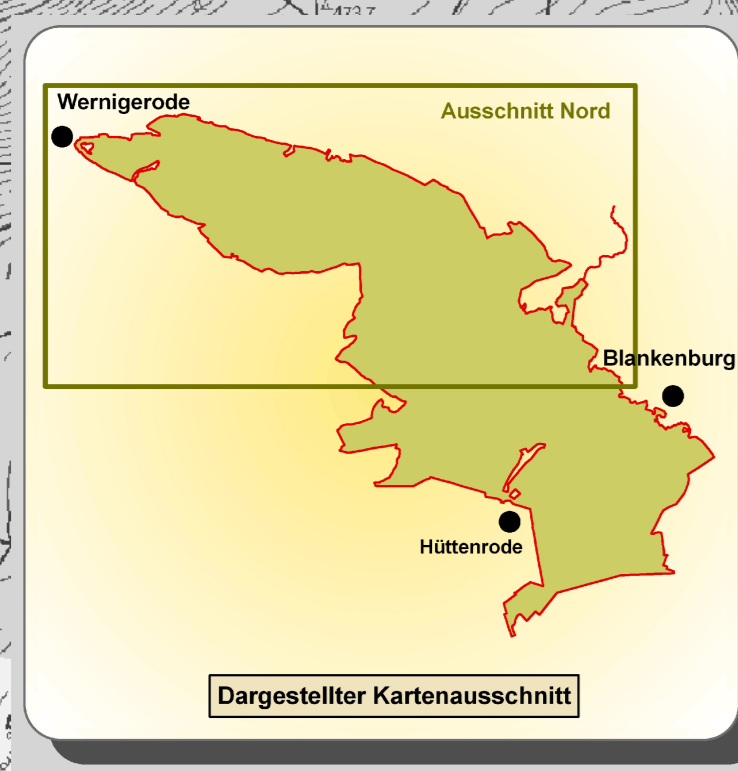 Wernigerode
Ausschnitt Nord
Blankenburg
Hüttenrode
Dargestellter Kartenausschnitt